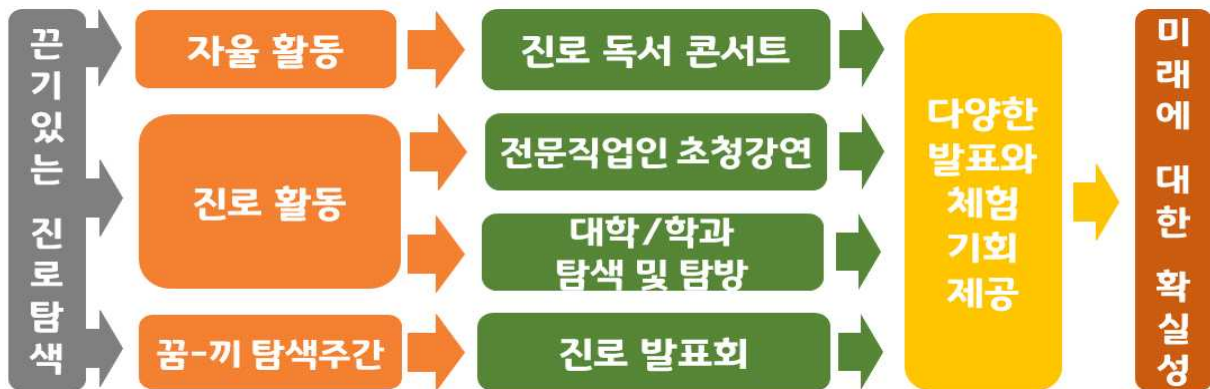 끈기있는 진로탐색
자율 활동
진로 활동
꿈-끼 탐색주간
진로 독서 콘서트
전문직업인 초청강연
대학/학과
탐색 및 탐방
진로 발표회
다양한
발표와
체험
기회
제공
미래에 대한 확실성